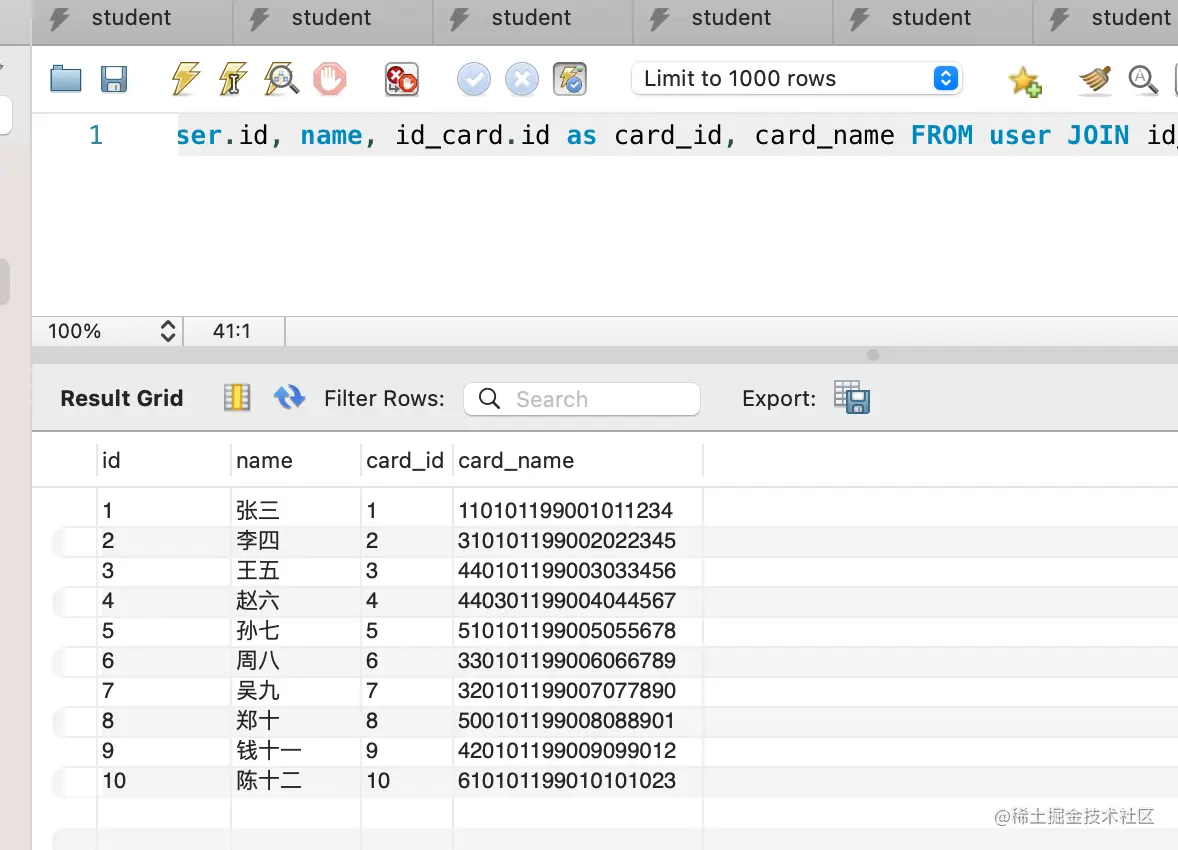 student student student student student student
Limit to 1000 rows
1 ser.id, name, id_card.id as card_id, card_name FROM user JOIN id_
100% 41:1
Result Grid Filter Rows: Search Export:
id name card_id card_name
1 张三 1 110101199001011234
2 李四 2 310101199002022345
3 王五 3 440101199003033456
4 赵六 4 440301199004044567
5 孙七 5 510101199005055678
6 周八 6 330101199006066789
7 吴九 7 320101199007077890
8 郑十 8 500101199008088901
9 钱十一 9 420101199009099012
10 陈十二 10 610101199010101023
@稀土掘金技术社区